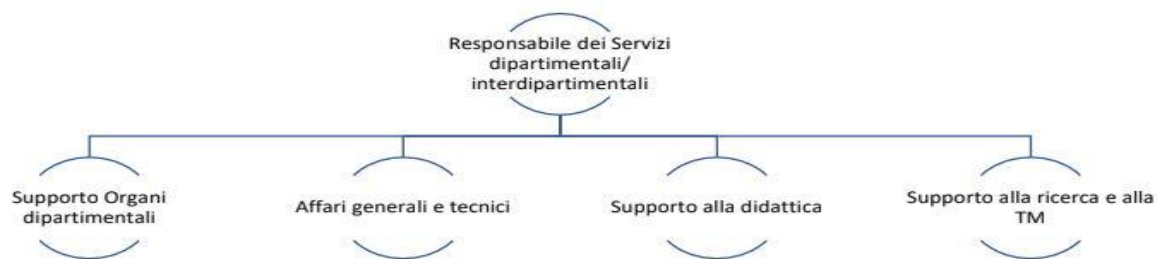 Responsabile dei Servizi
dipartimentali/
interdipartimentali
Supporto Organi
dipartimentali
Affari generali e tecnici
Supporto alla didattica
Supporto alla ricerca e alla
TM